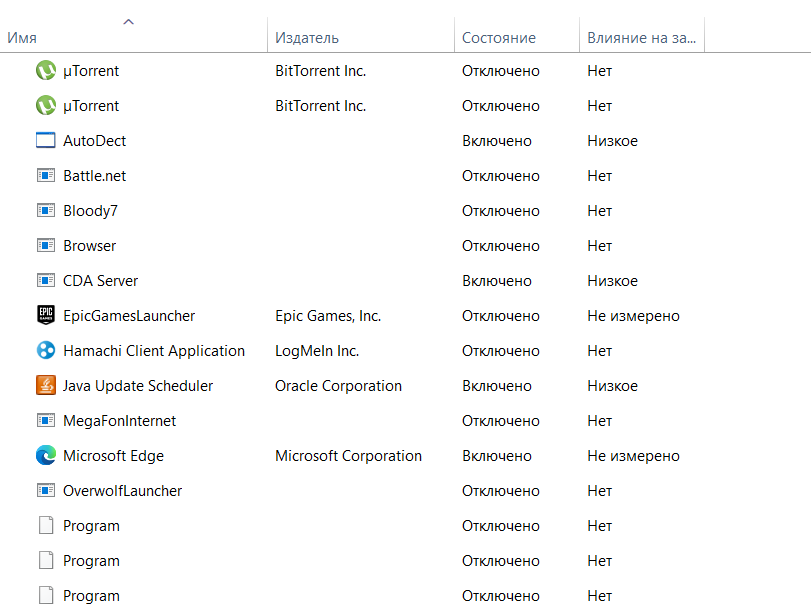 Имя Издатель Состояние Влияние на за...
µTorrent BitTorrent Inc. Отключено Нет
µTorrent BitTorrent Inc. Отключено Нет
AutoDect Включено Низкое
Battle.net Отключено Нет
Bloody7 Отключено Нет
Browser Отключено Нет
CDA Server Включено Низкое
EPIC GAMES EpicGamesLauncher Epic Games, Inc. Отключено Не измерено
Hamachi Client Application LogMeIn Inc. Отключено Нет
Java Update Scheduler Oracle Corporation Включено Низкое
MegaFonInternet Отключено Нет
Microsoft Edge Microsoft Corporation Включено Не измерено
OverwolfLauncher Отключено Нет
Program Отключено Нет
Program Отключено Нет
Program Отключено Нет